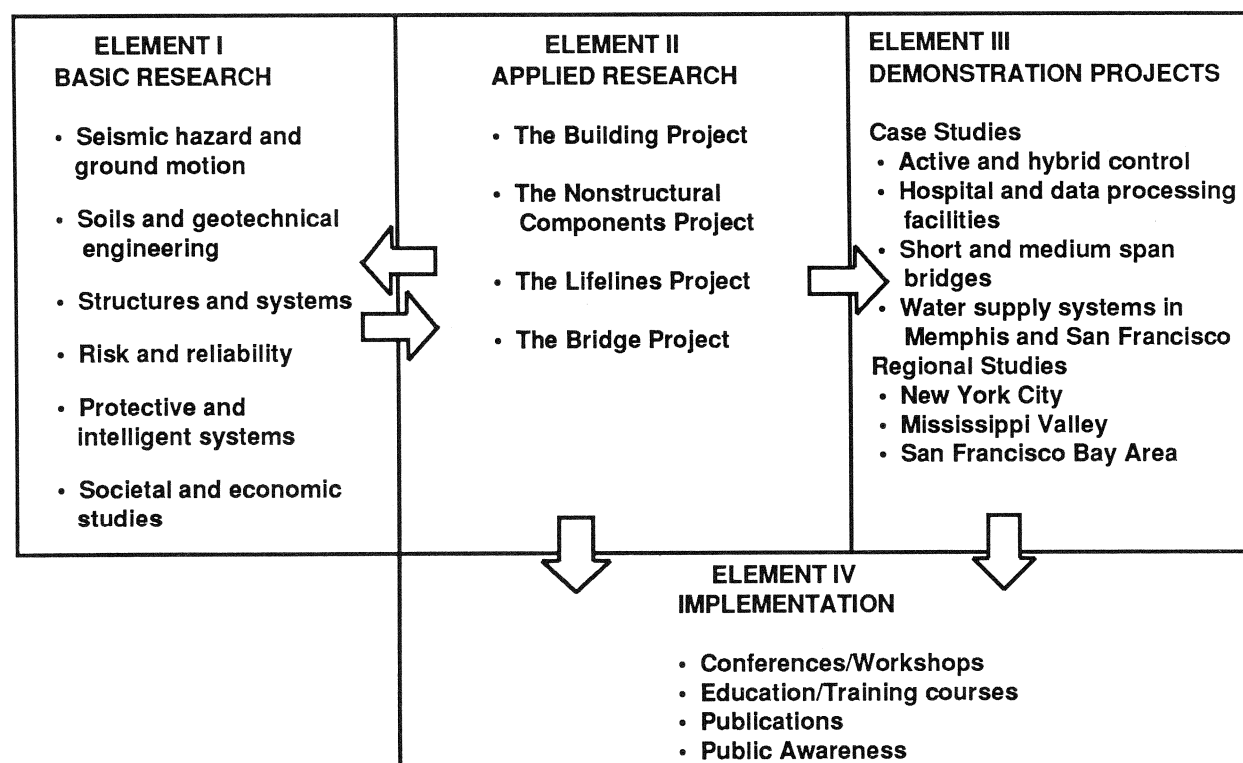 ELEMENT I
BASIC RESEARCH
• Seismic hazard and
ground motion
• Soils and geotechnical
engineering
• Structures and systems
• Risk and reliability
• Protective and
intelligent systems
• Societal and economic
studies
ELEMENT II
APPLIED RESEARCH
• The Building Project
• The Nonstructural
Components Project
• The Lifelines Project
• The Bridge Project
ELEMENT III
DEMONSTRATION PROJECTS
Case Studies
• Active and hybrid control
• Hospital and data processing
facilities
• Short and medium span
bridges
• Water supply systems in
Memphis and San Francisco
Regional Studies
• New York City
• Mississippi Valley
• San Francisco Bay Area
ELEMENT IV
IMPLEMENTATION
• Conferences/Workshops
• Education/Training courses
• Publications
• Public Awareness